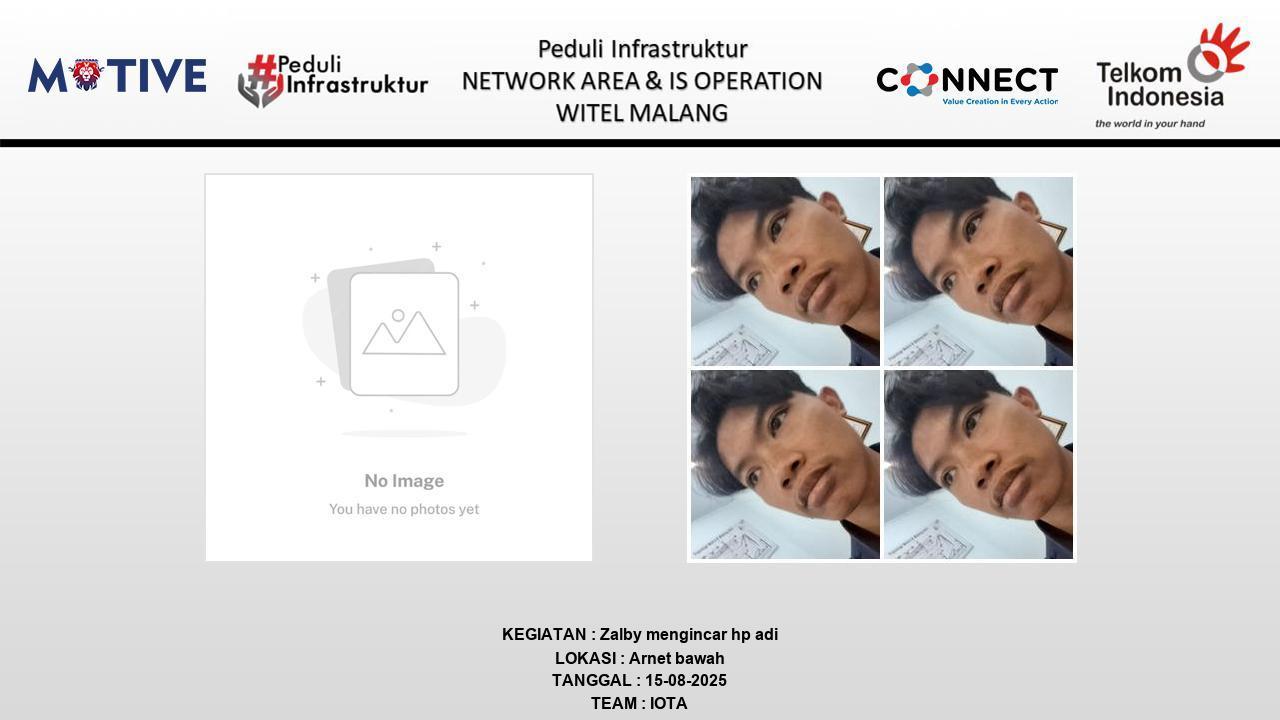 MOTIVE
#Peduli
Infrastruktur
Peduli Infrastruktur
NETWORK AREA & IS OPERATION
WITEL MALANG
CONNECT
Value Creation in Every Action
Telkom
Indonesia
the world in your hand
No Image
You have no photos yet
KEGIATAN : Zalby mengincar hp adi
LOKASI : Arnet bawah
TANGGAL : 15-08-2025
TEAM : IOTA